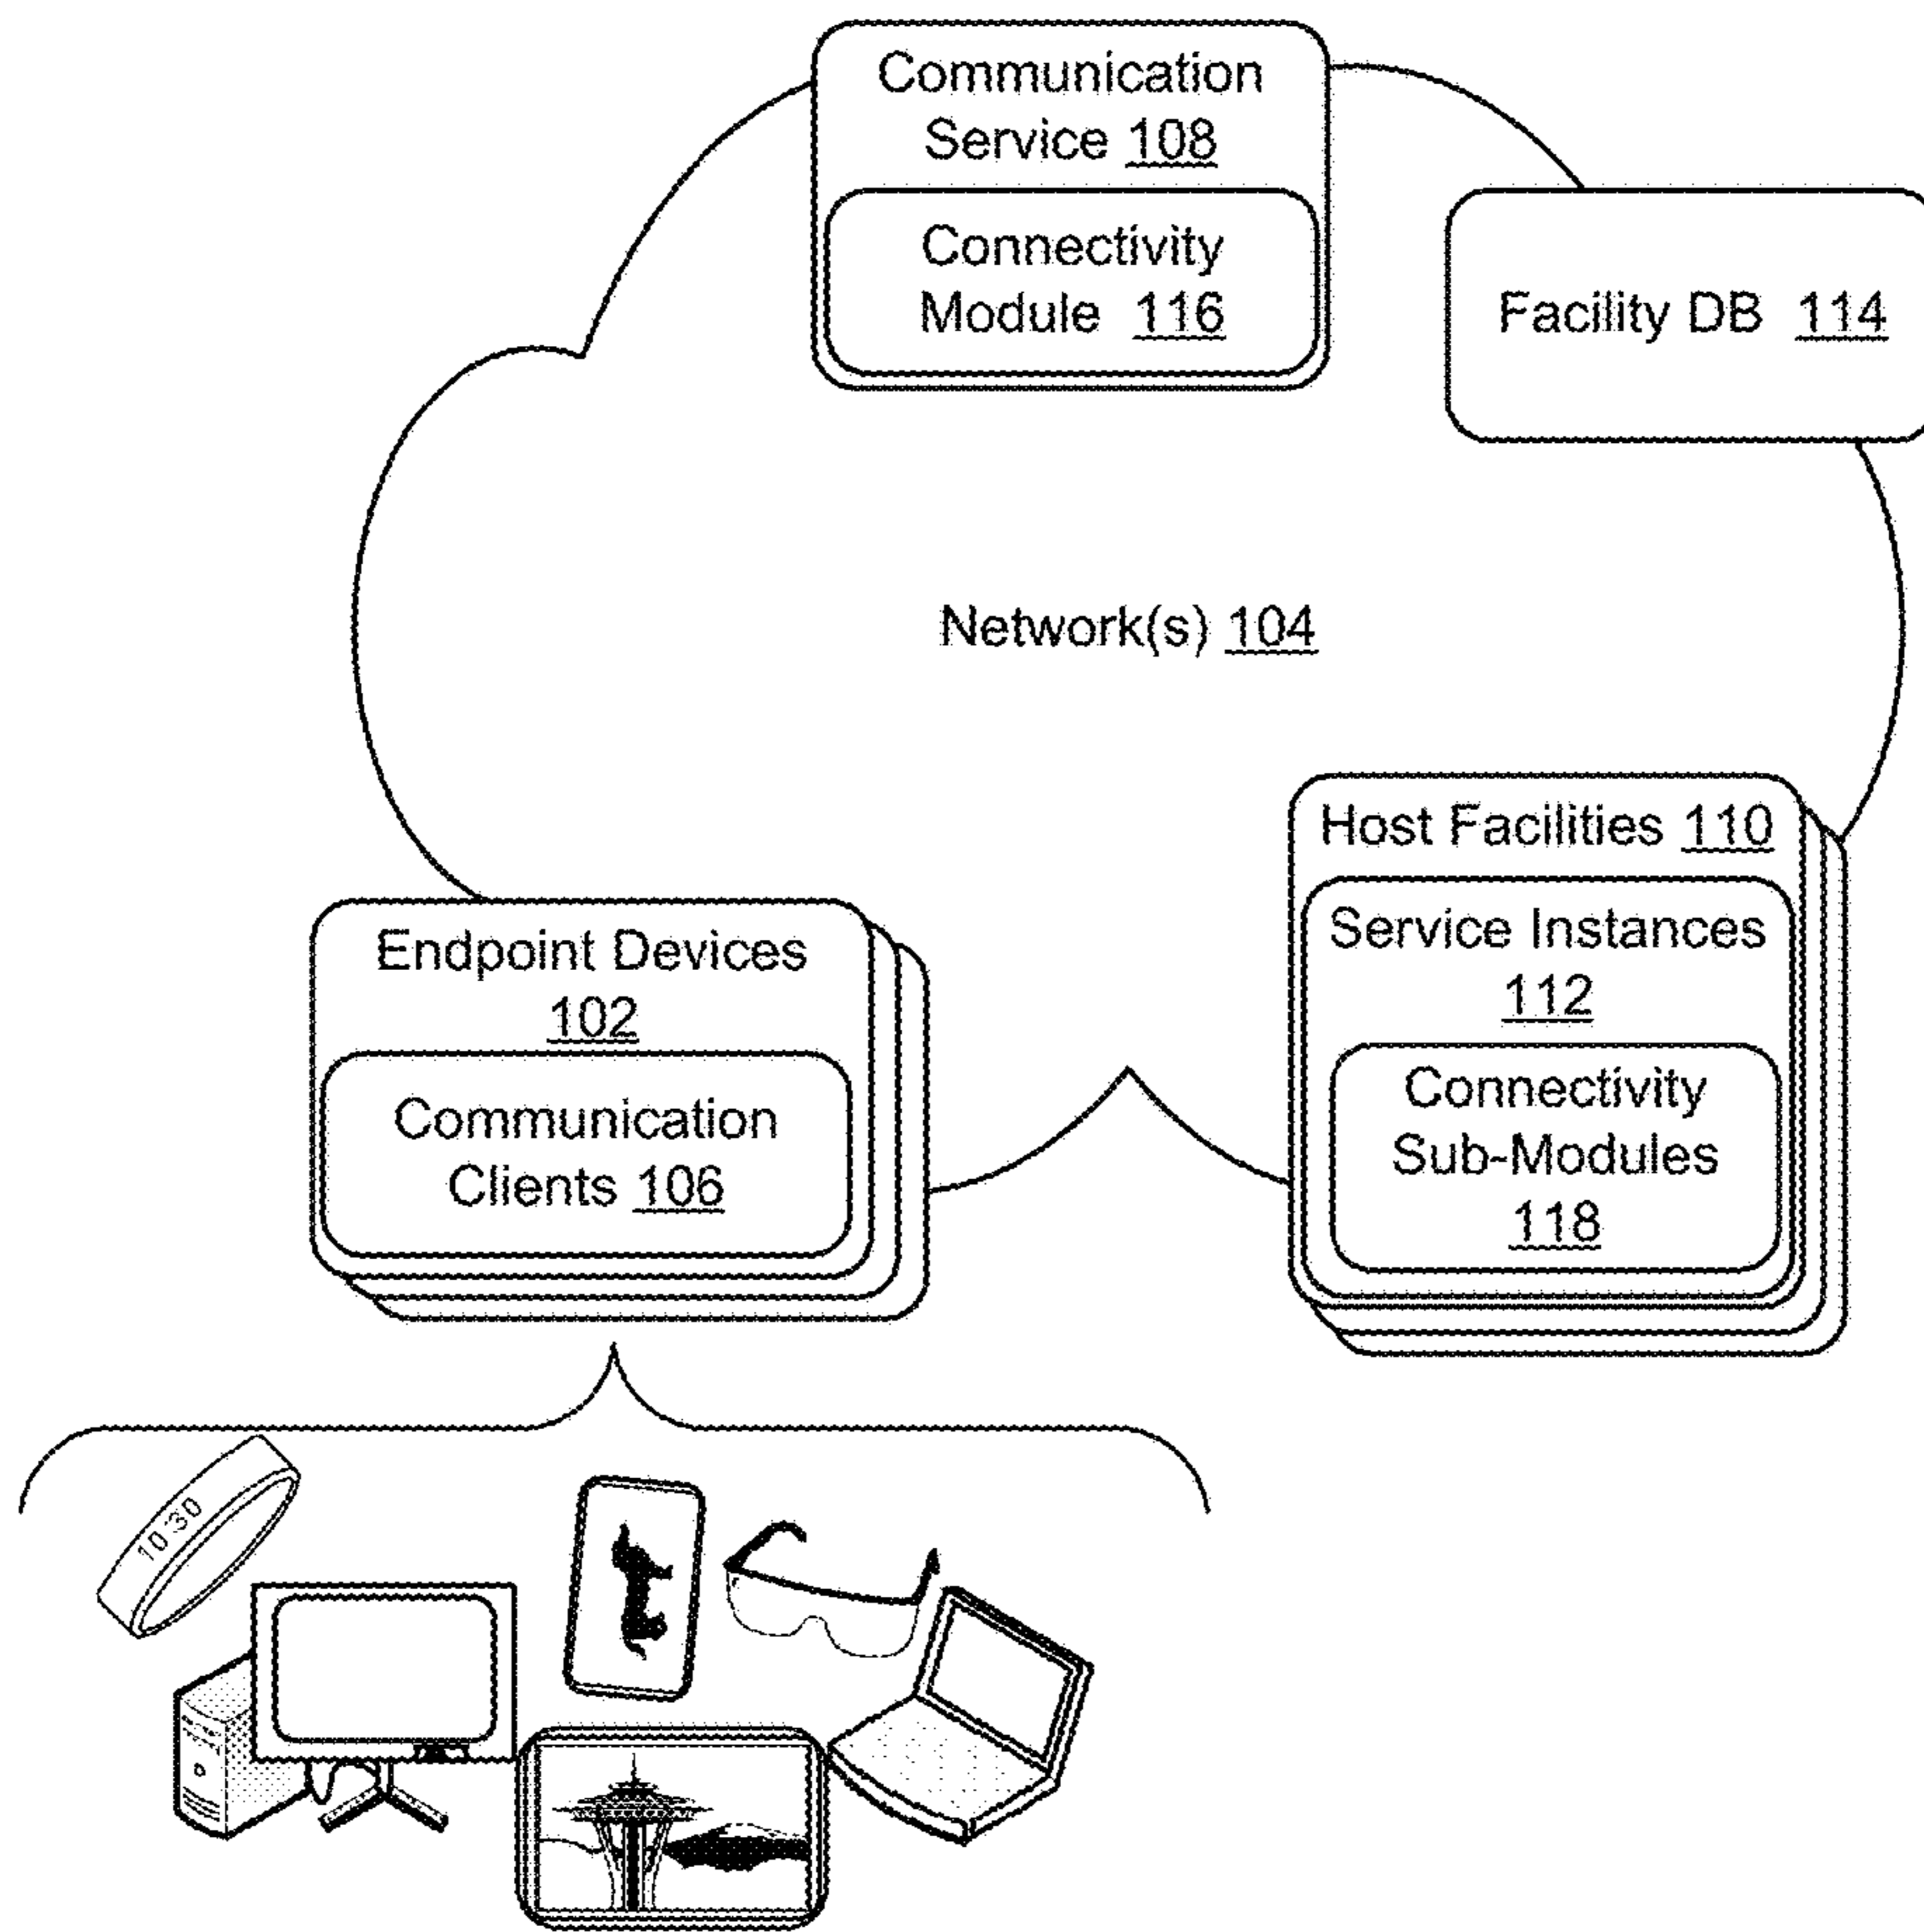 Communication
Service 108
Connectivity
Module 116
Facility DB 114
Network(s) 104
Host Facilities 110
Service Instances
112
Connectivity
Sub-Modules
118
Endpoint Devices
102
Communication
Clients 106
10:30